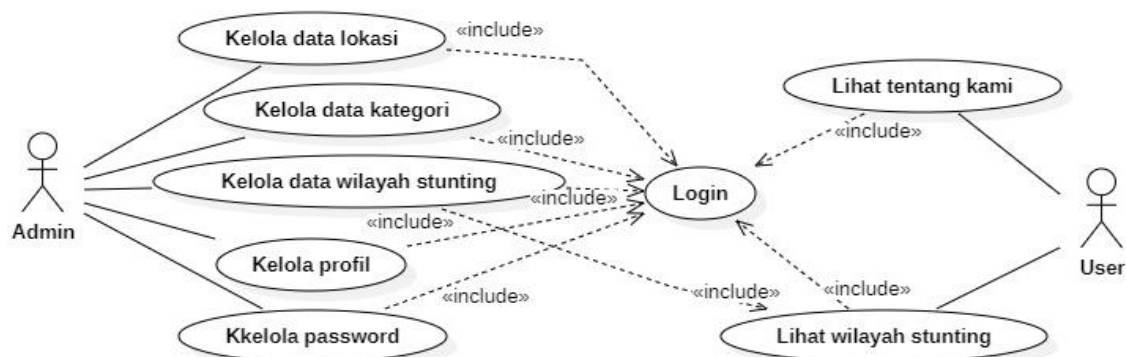 Kelola data lokasi
«include»
Lihat tentang kami
Kelola data kategori
«include»
«include»
Kelola data wilayah stunting
«include»
Login
Admin
«include»
Kelola profil
User
«include»
«include»
Kkelola password
Lihat wilayah stunting